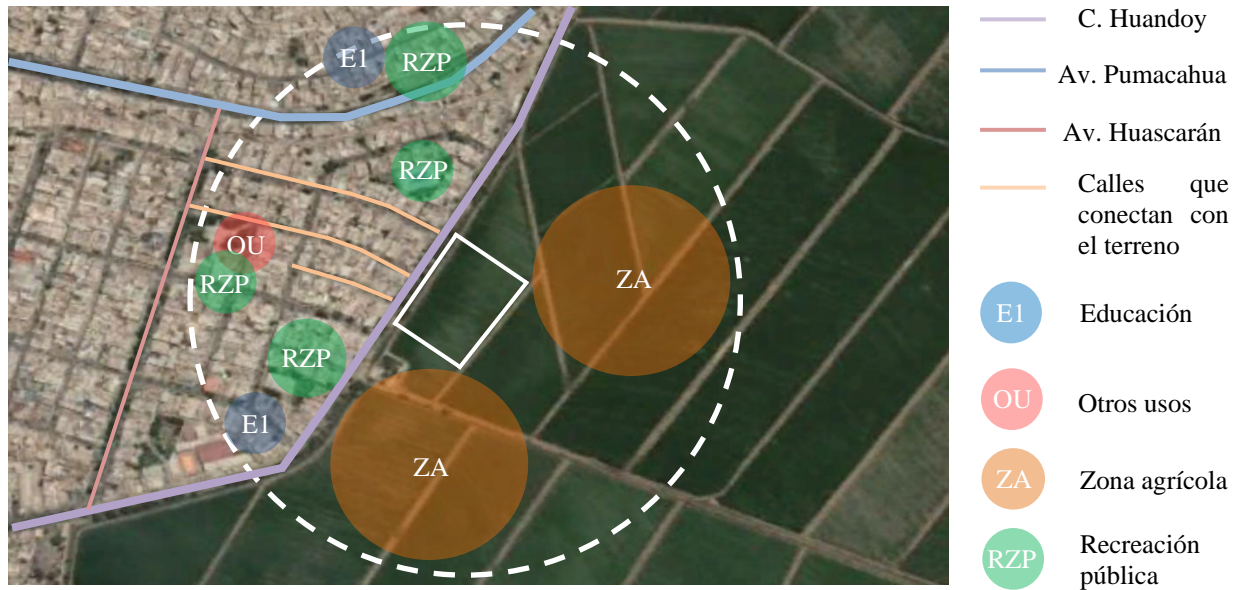 E1
RZP
RZP
OU
RZP
RZP
E1
ZA
ZA
C. Huandoy
Av. Pumacahua
Av. Huascarán
Calles que
conectan con
el terreno
E1 Educación
OU Otros usos
ZA Zona agrícola
RZP Recreación
pública